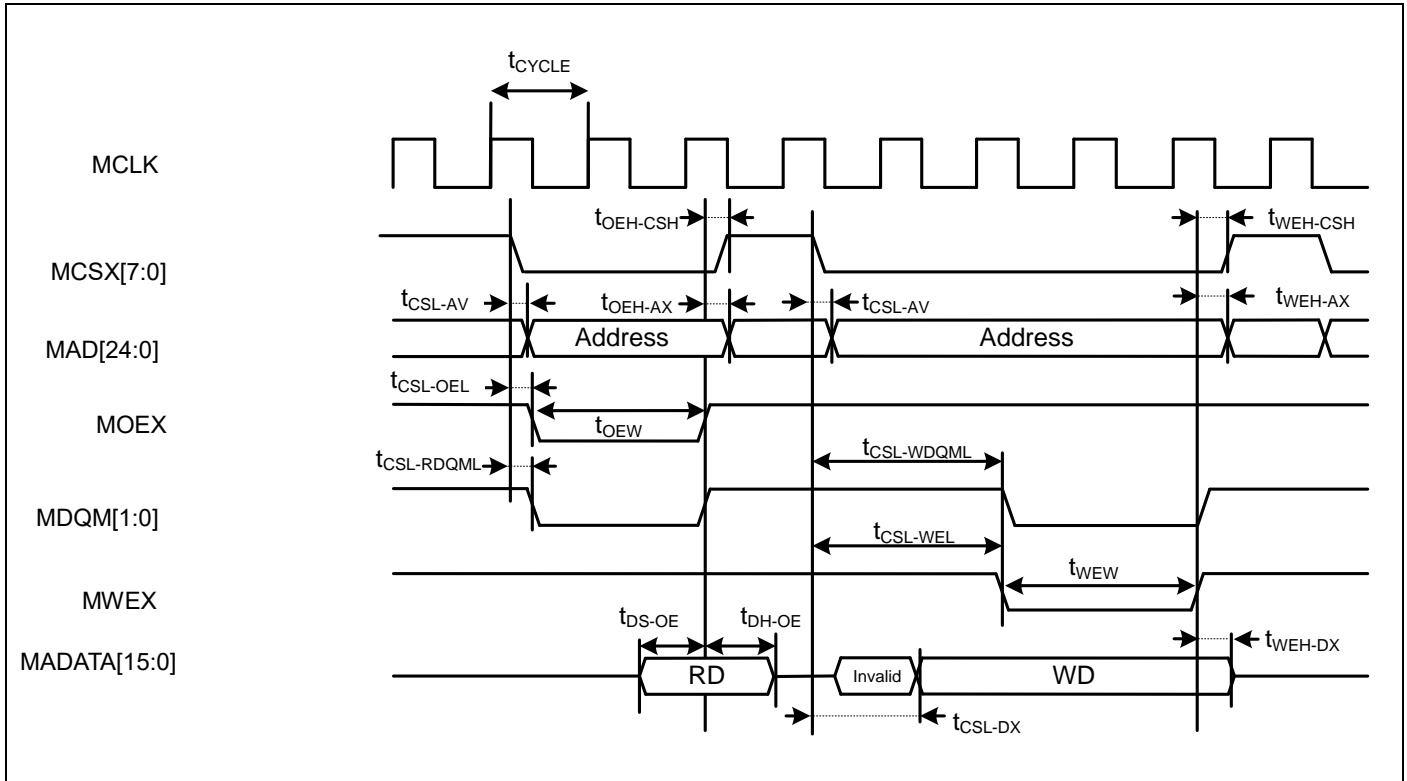 tCYCLE
MCLK
tOEH-CSH
tWEH-CSH
MCSX[7:0]
tCSL-AV
tOEH-AX
tCSL-AV
tWEH-AX
MAD[24:0]
Address
Address
tCSL-OEL
MOEX
tOEW
tCSL-RDQML
tCSL-WDQML
MDQM[1:0]
tCSL-WEL
tWEW
MWEX
tDS-OE
tDH-OE
tWEH-DX
MADATA[15:0]
RD
Invalid
WD
tCSL-DX